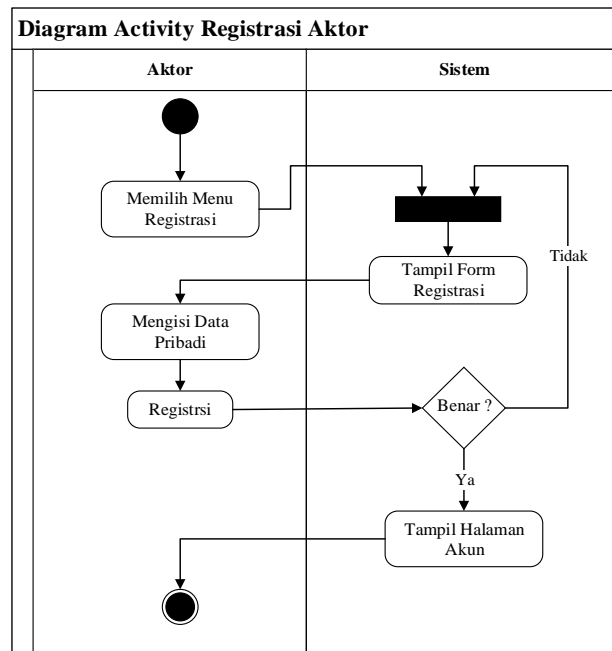 Diagram Activity Registrasi Aktor
Aktor
Sistem
Memilih Menu
Registrasi
Tidak
Tampil Form
Registrasi
Mengisi Data
Pribadi
Registrsi
Benar ?
Ya
Tampil Halaman
Akun